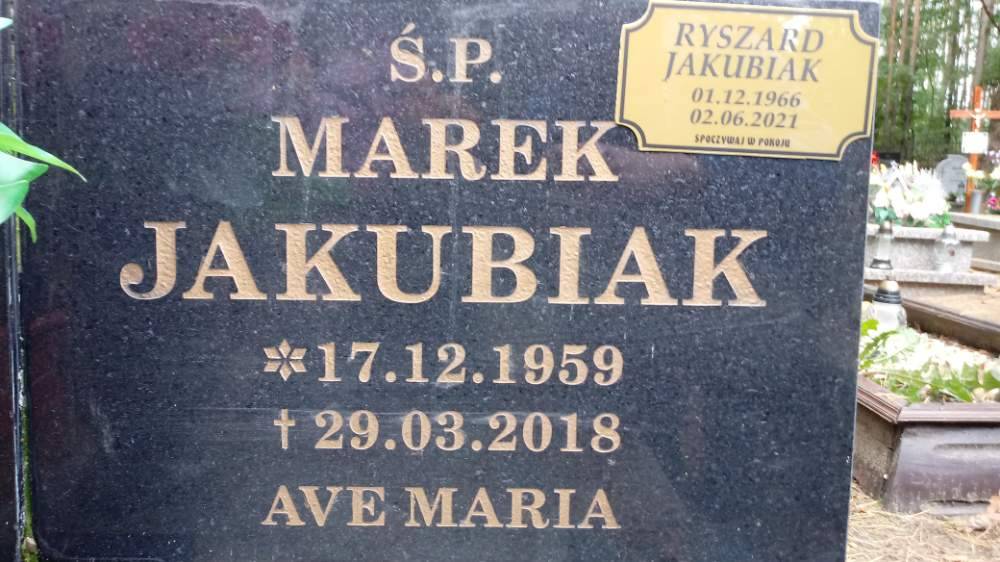 Ś.P.
MAREK
JAKUBIAK
*17.12.1959
†29.03.2018
AVE MARIA
RYSZARD
JAKUBIAK
01.12.1966
02.06.2021
SPOCZYWAJ W POKOJU